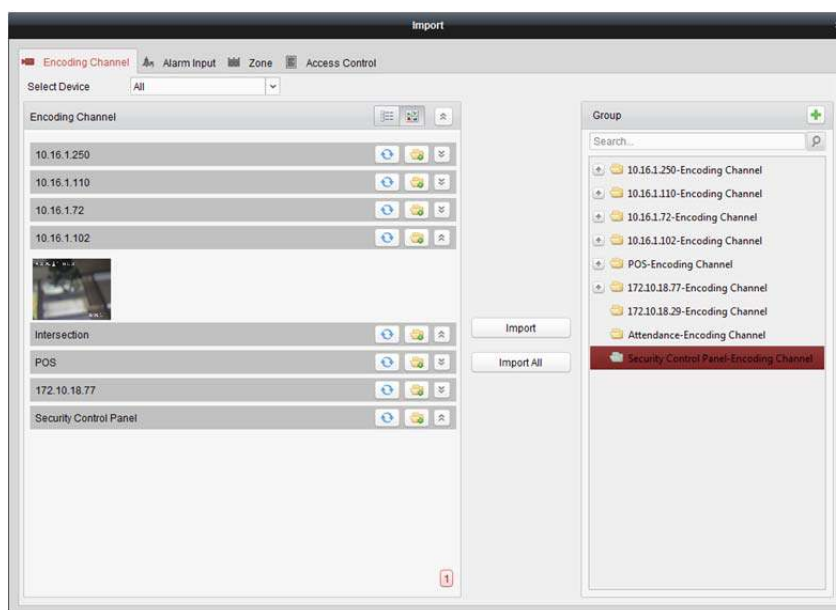 Import
Encoding Channel Alarm Input Zone Access Control
Select Device All
Encoding Channel
10.16.1.250
10.16.1.110
10.16.1.72
10.16.1.102
Intersection
POS
172.10.18.77
Security Control Panel
1
Import
Import All
Group
Search...
10.16.1.250-Encoding Channel
10.16.1.110-Encoding Channel
10.16.1.72-Encoding Channel
10.16.1.102-Encoding Channel
POS-Encoding Channel
172.10.18.77-Encoding Channel
172.10.18.29-Encoding Channel
Attendance-Encoding Channel
Security Control Panel-Encoding Channel